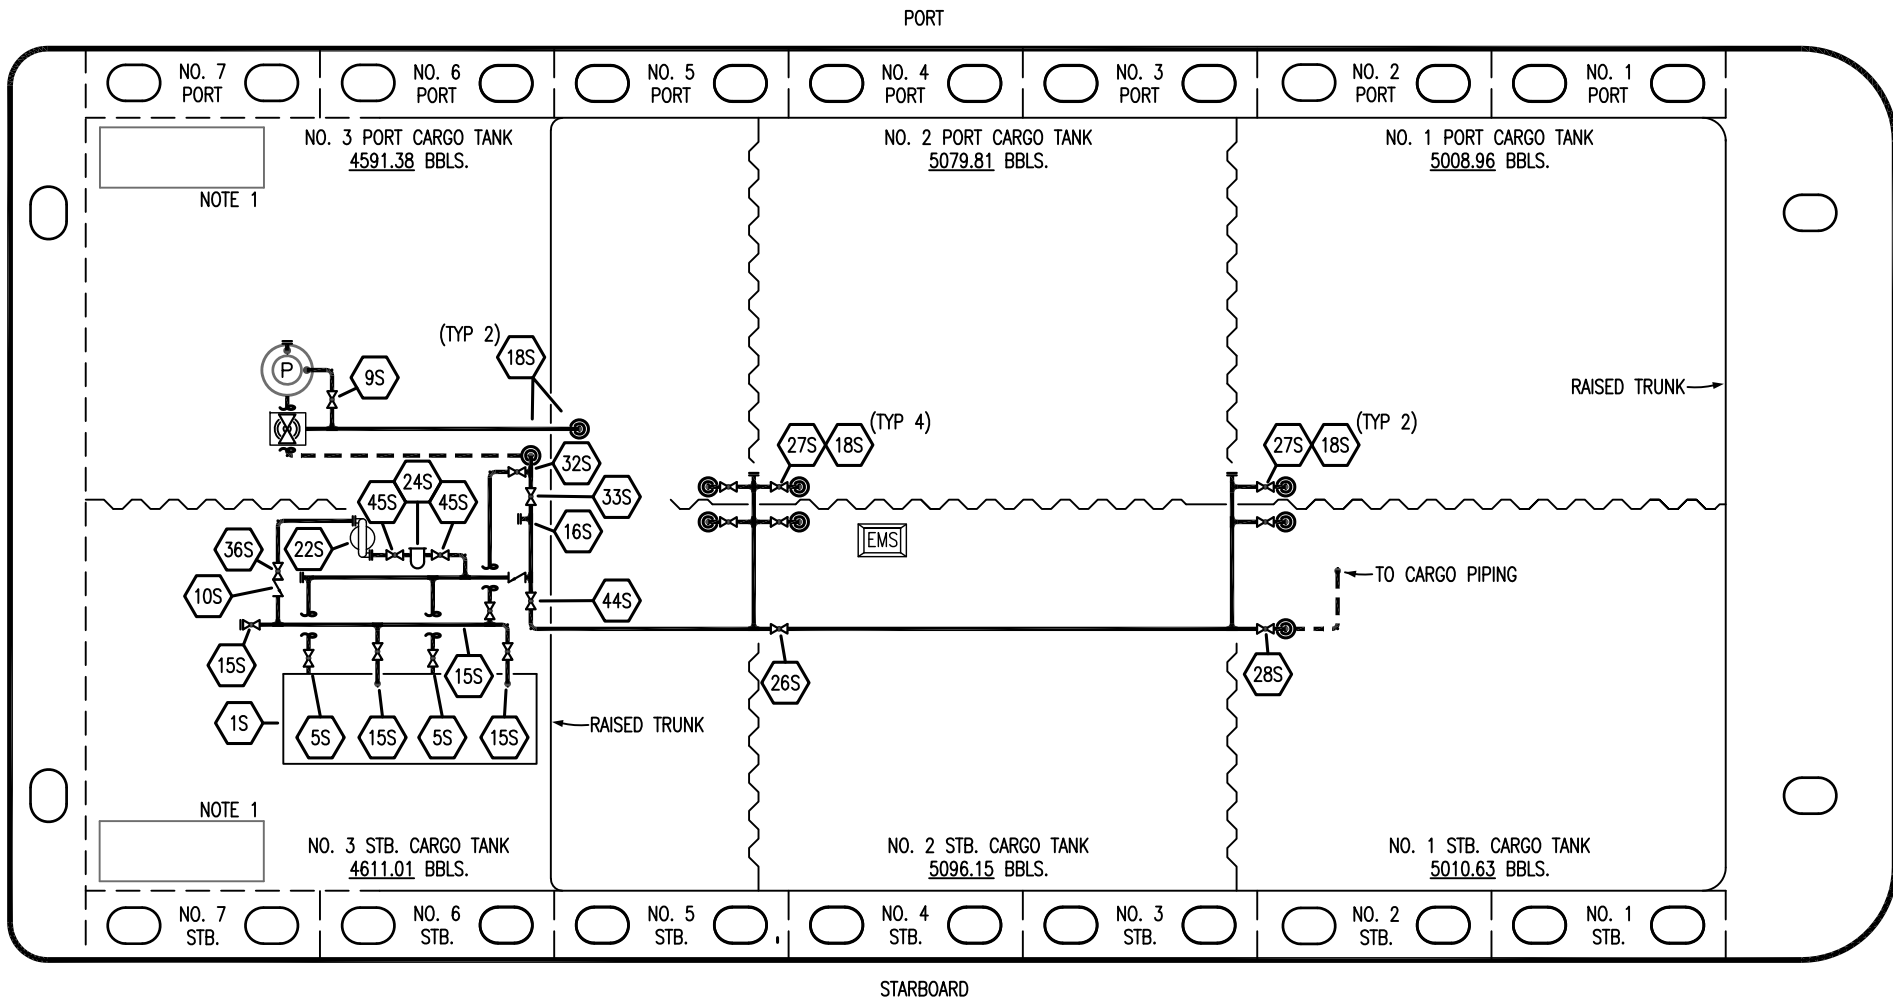 PORT
NO. 7
PORT
NO. 6
PORT
NO. 5
PORT
NO. 4
PORT
NO. 3
PORT
NO. 2
PORT
NO. 1
PORT
NO. 3 PORT CARGO TANK
4591.38 BBLS.
NO. 2 PORT CARGO TANK
5079.81 BBLS.
NO. 1 PORT CARGO TANK
5008.96 BBLS.
NOTE 1
(TYP 2)
18S
P
9S
RAISED TRUNK
(TYP 4)
27S
18S
(TYP 2)
27S
18S
32S
24S
45S
45S
33S
16S
36S
22S
EMS
10S
44S
TO CARGO PIPING
15S
15S
26S
28S
1S
5S
15S
5S
15S
RAISED TRUNK
NOTE 1
NO. 3 STB. CARGO TANK
4611.01 BBLS.
NO. 2 STB. CARGO TANK
5096.15 BBLS.
NO. 1 STB. CARGO TANK
5010.63 BBLS.
NO. 7
STB.
NO. 6
STB.
NO. 5
STB.
NO. 4
STB.
NO. 3
STB.
NO. 2
STB.
NO. 1
STB.
STARBOARD